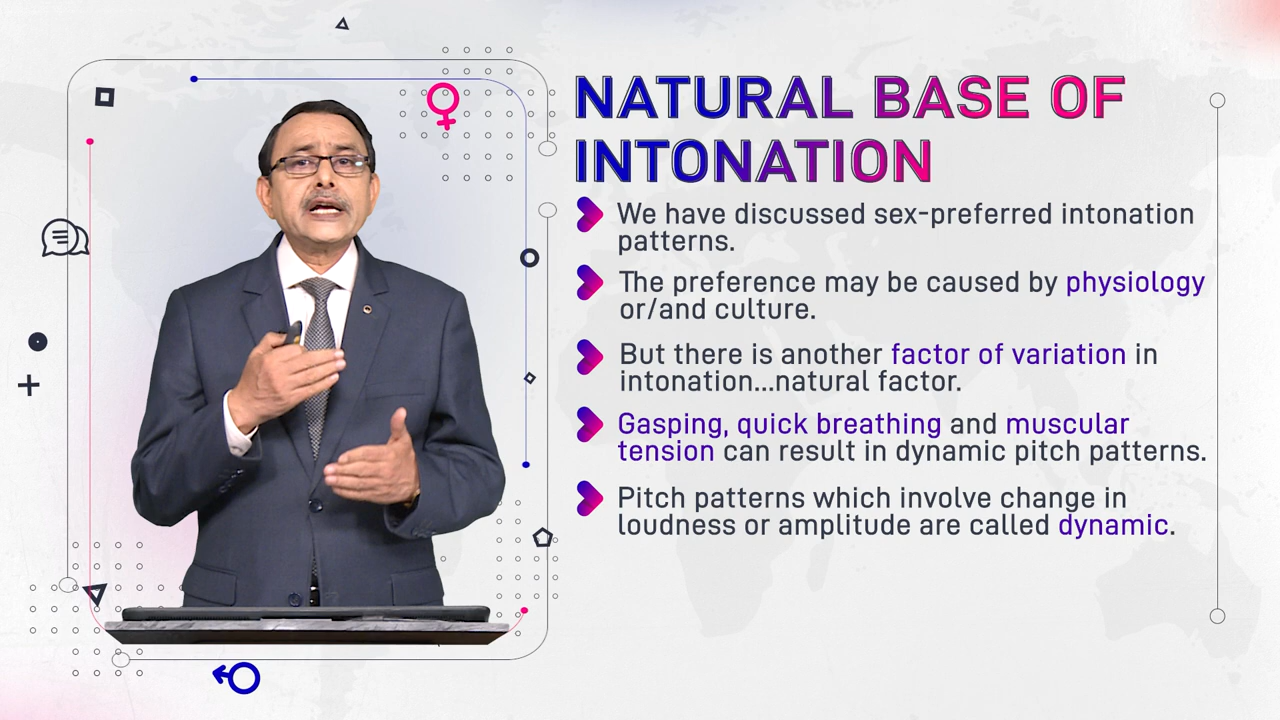 NATURAL BASE OF
INTONATION
We have discussed sex-preferred intonation
patterns.
The preference may be caused by physiology
or/and culture.
But there is another factor of variation in
intonation...natural factor.
Gasping, quick breathing and muscular
tension can result in dynamic pitch patterns.
Pitch patterns which involve change in
loudness or amplitude are called dynamic.